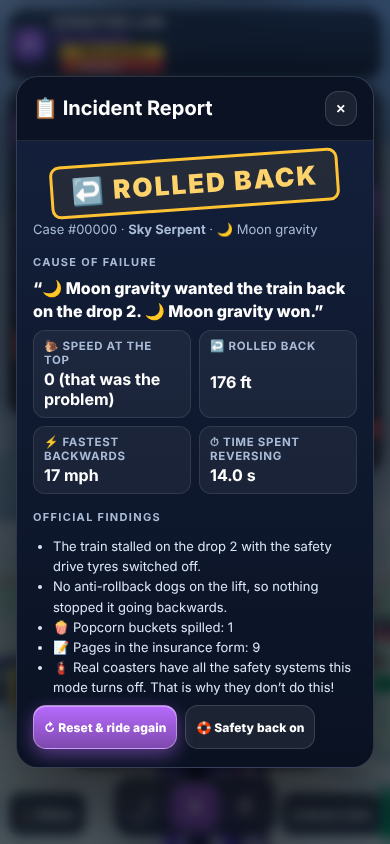 📋 Incident Report
×
↩️ ROLLED BACK
Case #00000 · Sky Serpent · 🌙 Moon gravity
CAUSE OF FAILURE
“🌙 Moon gravity wanted the train back
on the drop 2. 🌙 Moon gravity won.”
🐌 SPEED AT THE
TOP
0 (that was the
problem)
↩️ ROLLED BACK
176 ft
⚡ FASTEST
BACKWARDS
17 mph
⏱ TIME SPENT
REVERSING
14.0 s
OFFICIAL FINDINGS
• The train stalled on the drop 2 with the safety
drive tyres switched off.
• No anti-rollback dogs on the lift, so nothing
stopped it going backwards.
• 🍿 Popcorn buckets spilled: 1
• 📝 Pages in the insurance form: 9
• 🧯 Real coasters have all the safety systems this
mode turns off. That is why they don’t do this!
↻ Reset & ride again
🛟 Safety back on